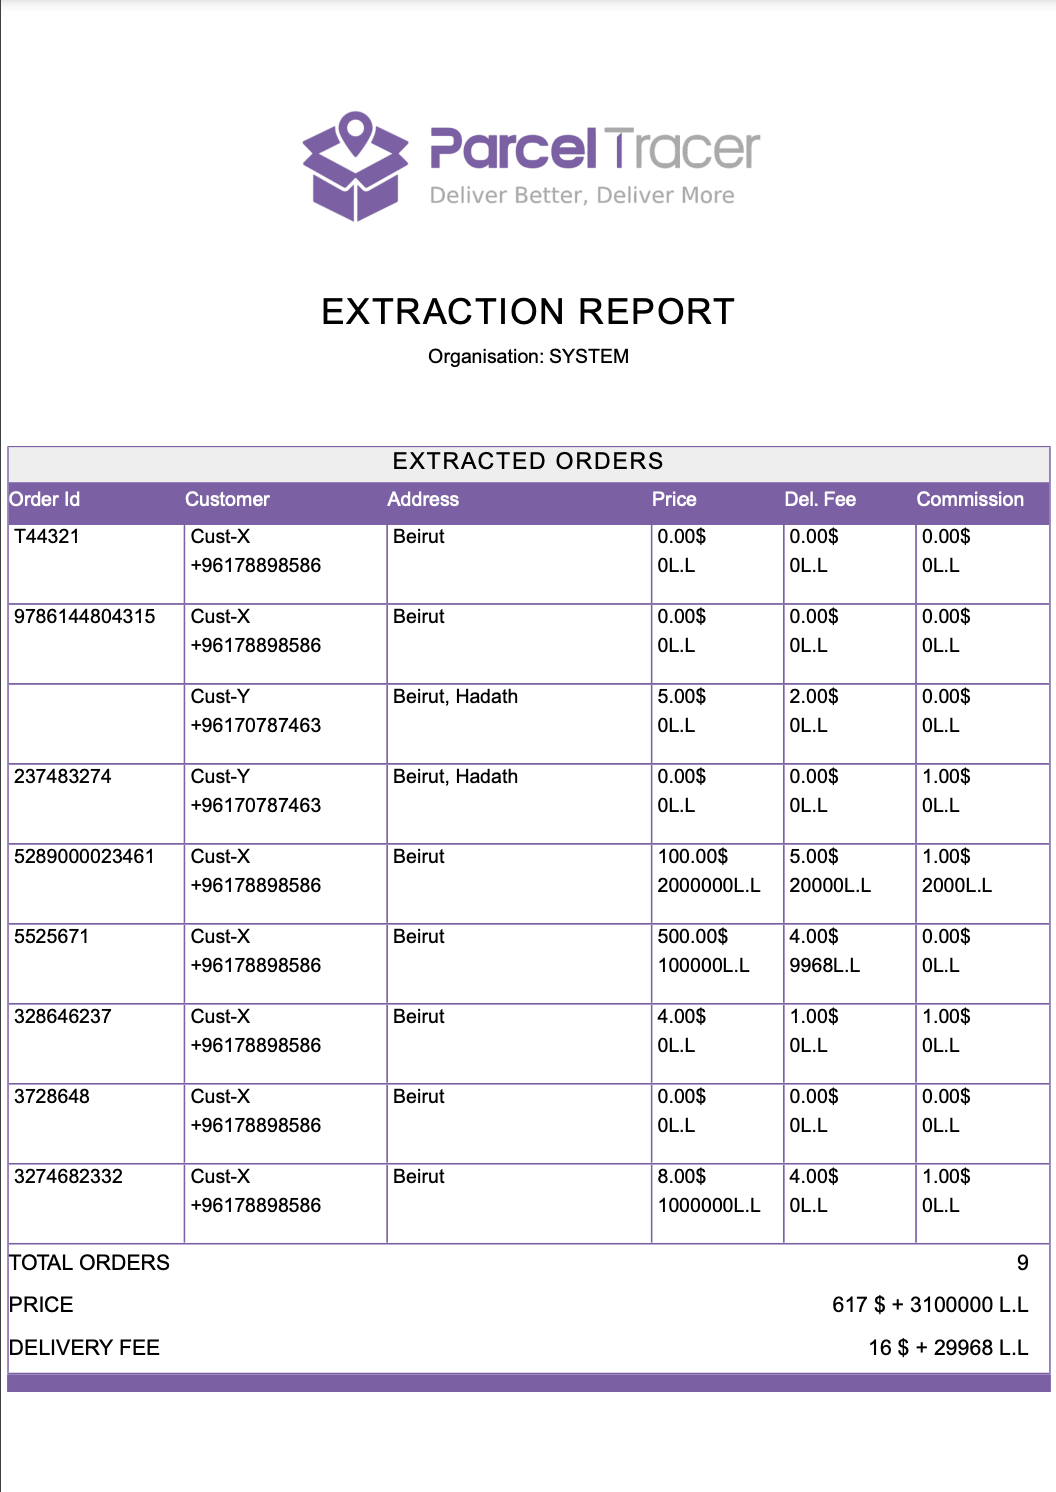 ParcelTracer
Deliver Better, Deliver More
EXTRACTION REPORT
Organisation: SYSTEM
EXTRACTED ORDERS
Order Id Customer Address Price Del. Fee Commission
T44321 Cust-X Beirut 0.00$ 0.00$ 0.00$
+96178898586 0L.L 0L.L 0L.L
9786144804315 Cust-X Beirut 0.00$ 0.00$ 0.00$
+96178898586 0L.L 0L.L 0L.L
Cust-Y Beirut, Hadath 5.00$ 2.00$ 0.00$
+96170787463 0L.L 0L.L 0L.L
237483274 Cust-Y Beirut, Hadath 0.00$ 0.00$ 1.00$
+96170787463 0L.L 0L.L 0L.L
5289000023461 Cust-X Beirut 100.00$ 5.00$ 1.00$
+96178898586 2000000L.L 20000L.L 2000L.L
5525671 Cust-X Beirut 500.00$ 4.00$ 0.00$
+96178898586 100000L.L 9968L.L 0L.L
328646237 Cust-X Beirut 4.00$ 1.00$ 1.00$
+96178898586 0L.L 0L.L 0L.L
3728648 Cust-X Beirut 0.00$ 0.00$ 0.00$
+96178898586 0L.L 0L.L 0L.L
3274682332 Cust-X Beirut 8.00$ 4.00$ 1.00$
+96178898586 1000000L.L 0L.L 0L.L
TOTAL ORDERS 9
PRICE 617 $ + 3100000 L.L
DELIVERY FEE 16 $ + 29968 L.L